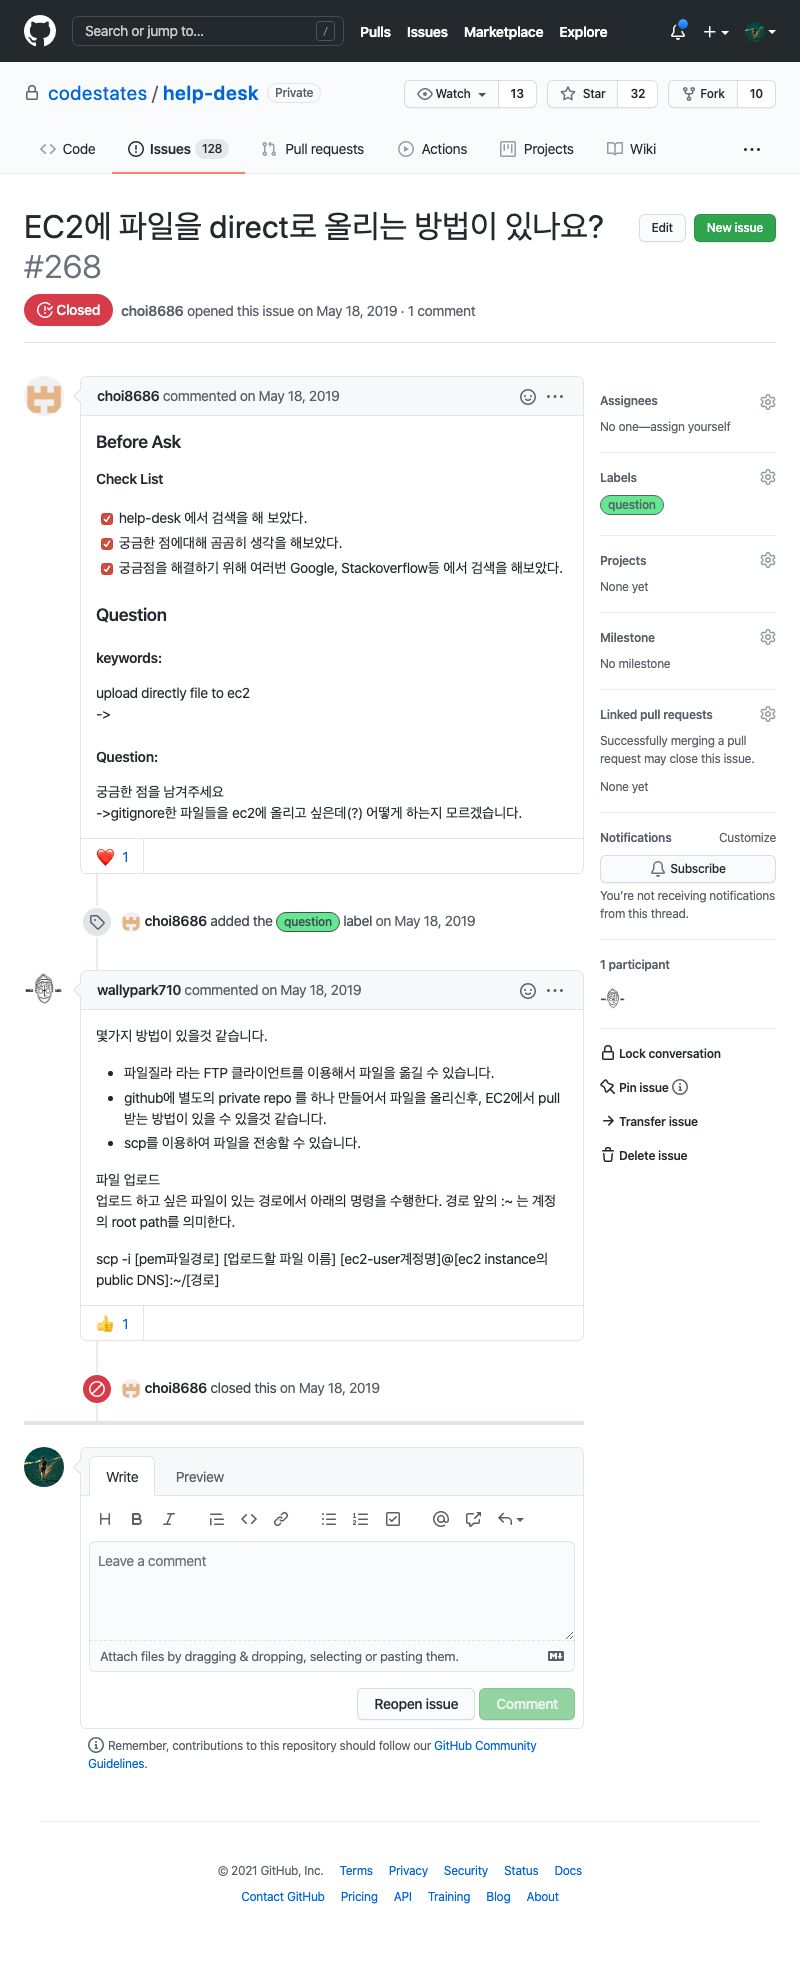 Search or jump to... /
Pulls Issues Marketplace Explore
codestates / help-desk Private
Watch 13 Star 32 Fork 10
Code Issues 128 Pull requests Actions Projects Wiki
EC2에 파일을 direct로 올리는 방법이 있나요?
#268
Edit New issue
Closed choi8686 opened this issue on May 18, 2019 · 1 comment
choi8686 commented on May 18, 2019
Before Ask
Check List
help-desk 에서 검색을 해 보았다.
궁금한 점에대해 곰곰히 생각을 해보았다.
궁금점을 해결하기 위해 여러번 Google, Stackoverflow등 에서 검색을 해보았다.
Question
keywords:
upload directly file to ec2
->
Question:
궁금한 점을 남겨주세요
->gitignore한 파일들을 ec2에 올리고 싶은데(?) 어떻게 하는지 모르겠습니다.
❤️ 1
choi8686 added the question label on May 18, 2019
wallypark710 commented on May 18, 2019
몇가지 방법이 있을것 같습니다.
• 파일질라 라는 FTP 클라이언트를 이용해서 파일을 옮길 수 있습니다.
• github에 별도의 private repo 를 하나 만들어서 파일을 올리신후, EC2에서 pull
받는 방법이 있을 수 있을것 같습니다.
• scp를 이용하여 파일을 전송할 수 있습니다.
파일 업로드
업로드 하고 싶은 파일이 있는 경로에서 아래의 명령을 수행한다. 경로 앞의 :~ 는 계정
의 root path를 의미한다.
scp -i [pem파일경로] [업로드할 파일 이름] [ec2-user계정명]@[ec2 instance의
public DNS]:~/[경로]
👍 1
choi8686 closed this on May 18, 2019
Write Preview
Leave a comment
Attach files by dragging & dropping, selecting or pasting them.
Reopen issue Comment
Remember, contributions to this repository should follow our GitHub Community
Guidelines.
Assignees
No one—assign yourself
Labels
question
Projects
None yet
Milestone
No milestone
Linked pull requests
Successfully merging a pull
request may close this issue.
None yet
Notifications Customize
Subscribe
You're not receiving notifications
from this thread.
1 participant
Lock conversation
Pin issue
Transfer issue
Delete issue
© 2021 GitHub, Inc. Terms Privacy Security Status Docs
Contact GitHub Pricing API Training Blog About